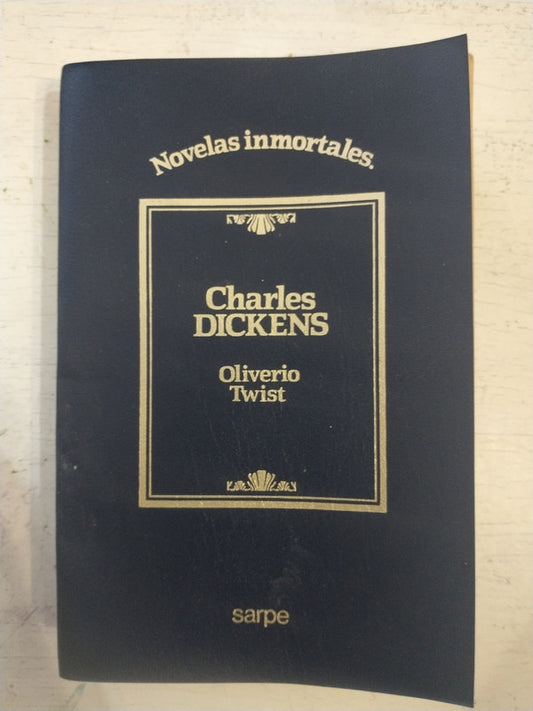 Novelas inmortales.
Charles
DICKENS
Oliverio
Twist
sarpe